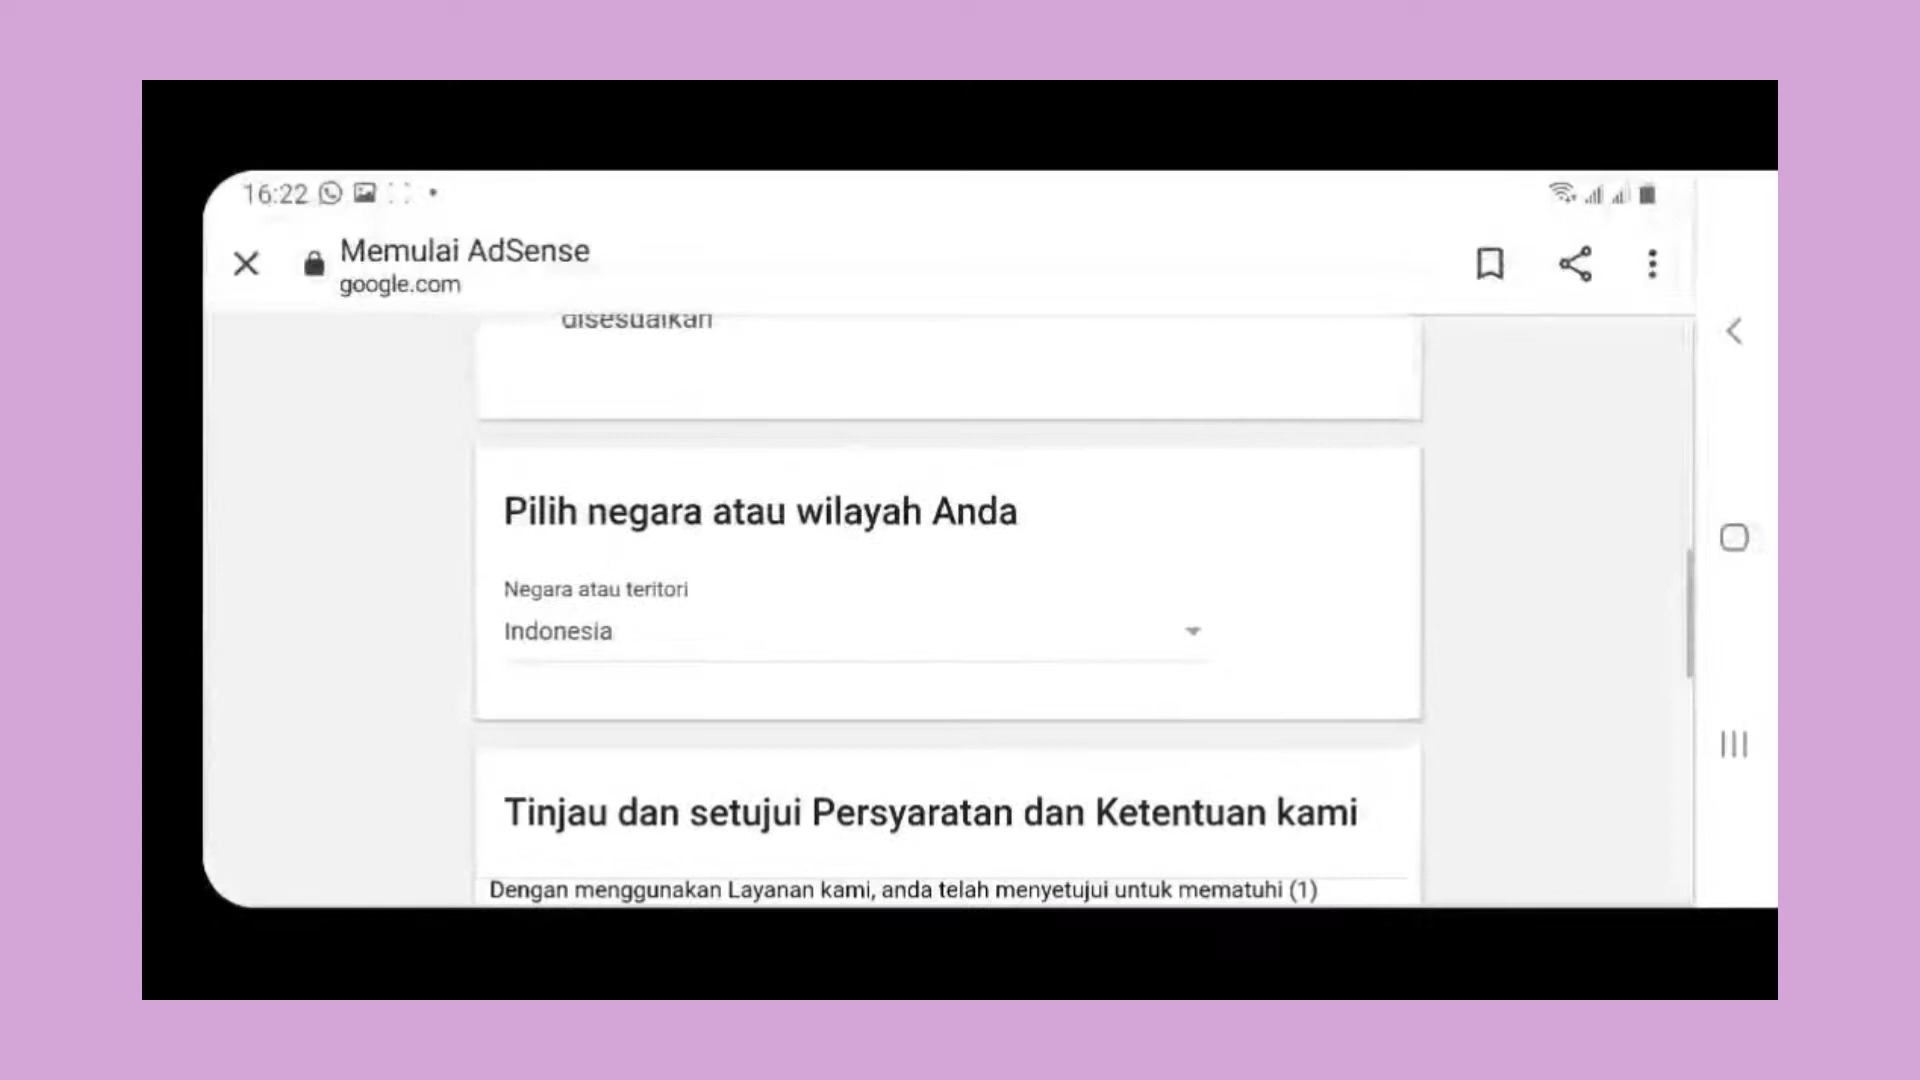 16:22
Memulai AdSense
google.com
disesuaikan
Pilih negara atau wilayah Anda
Negara atau teritori
Indonesia
Tinjau dan setujui Persyaratan dan Ketentuan kami
Dengan menggunakan Layanan kami, anda telah menyetujui untuk mematuhi (1)